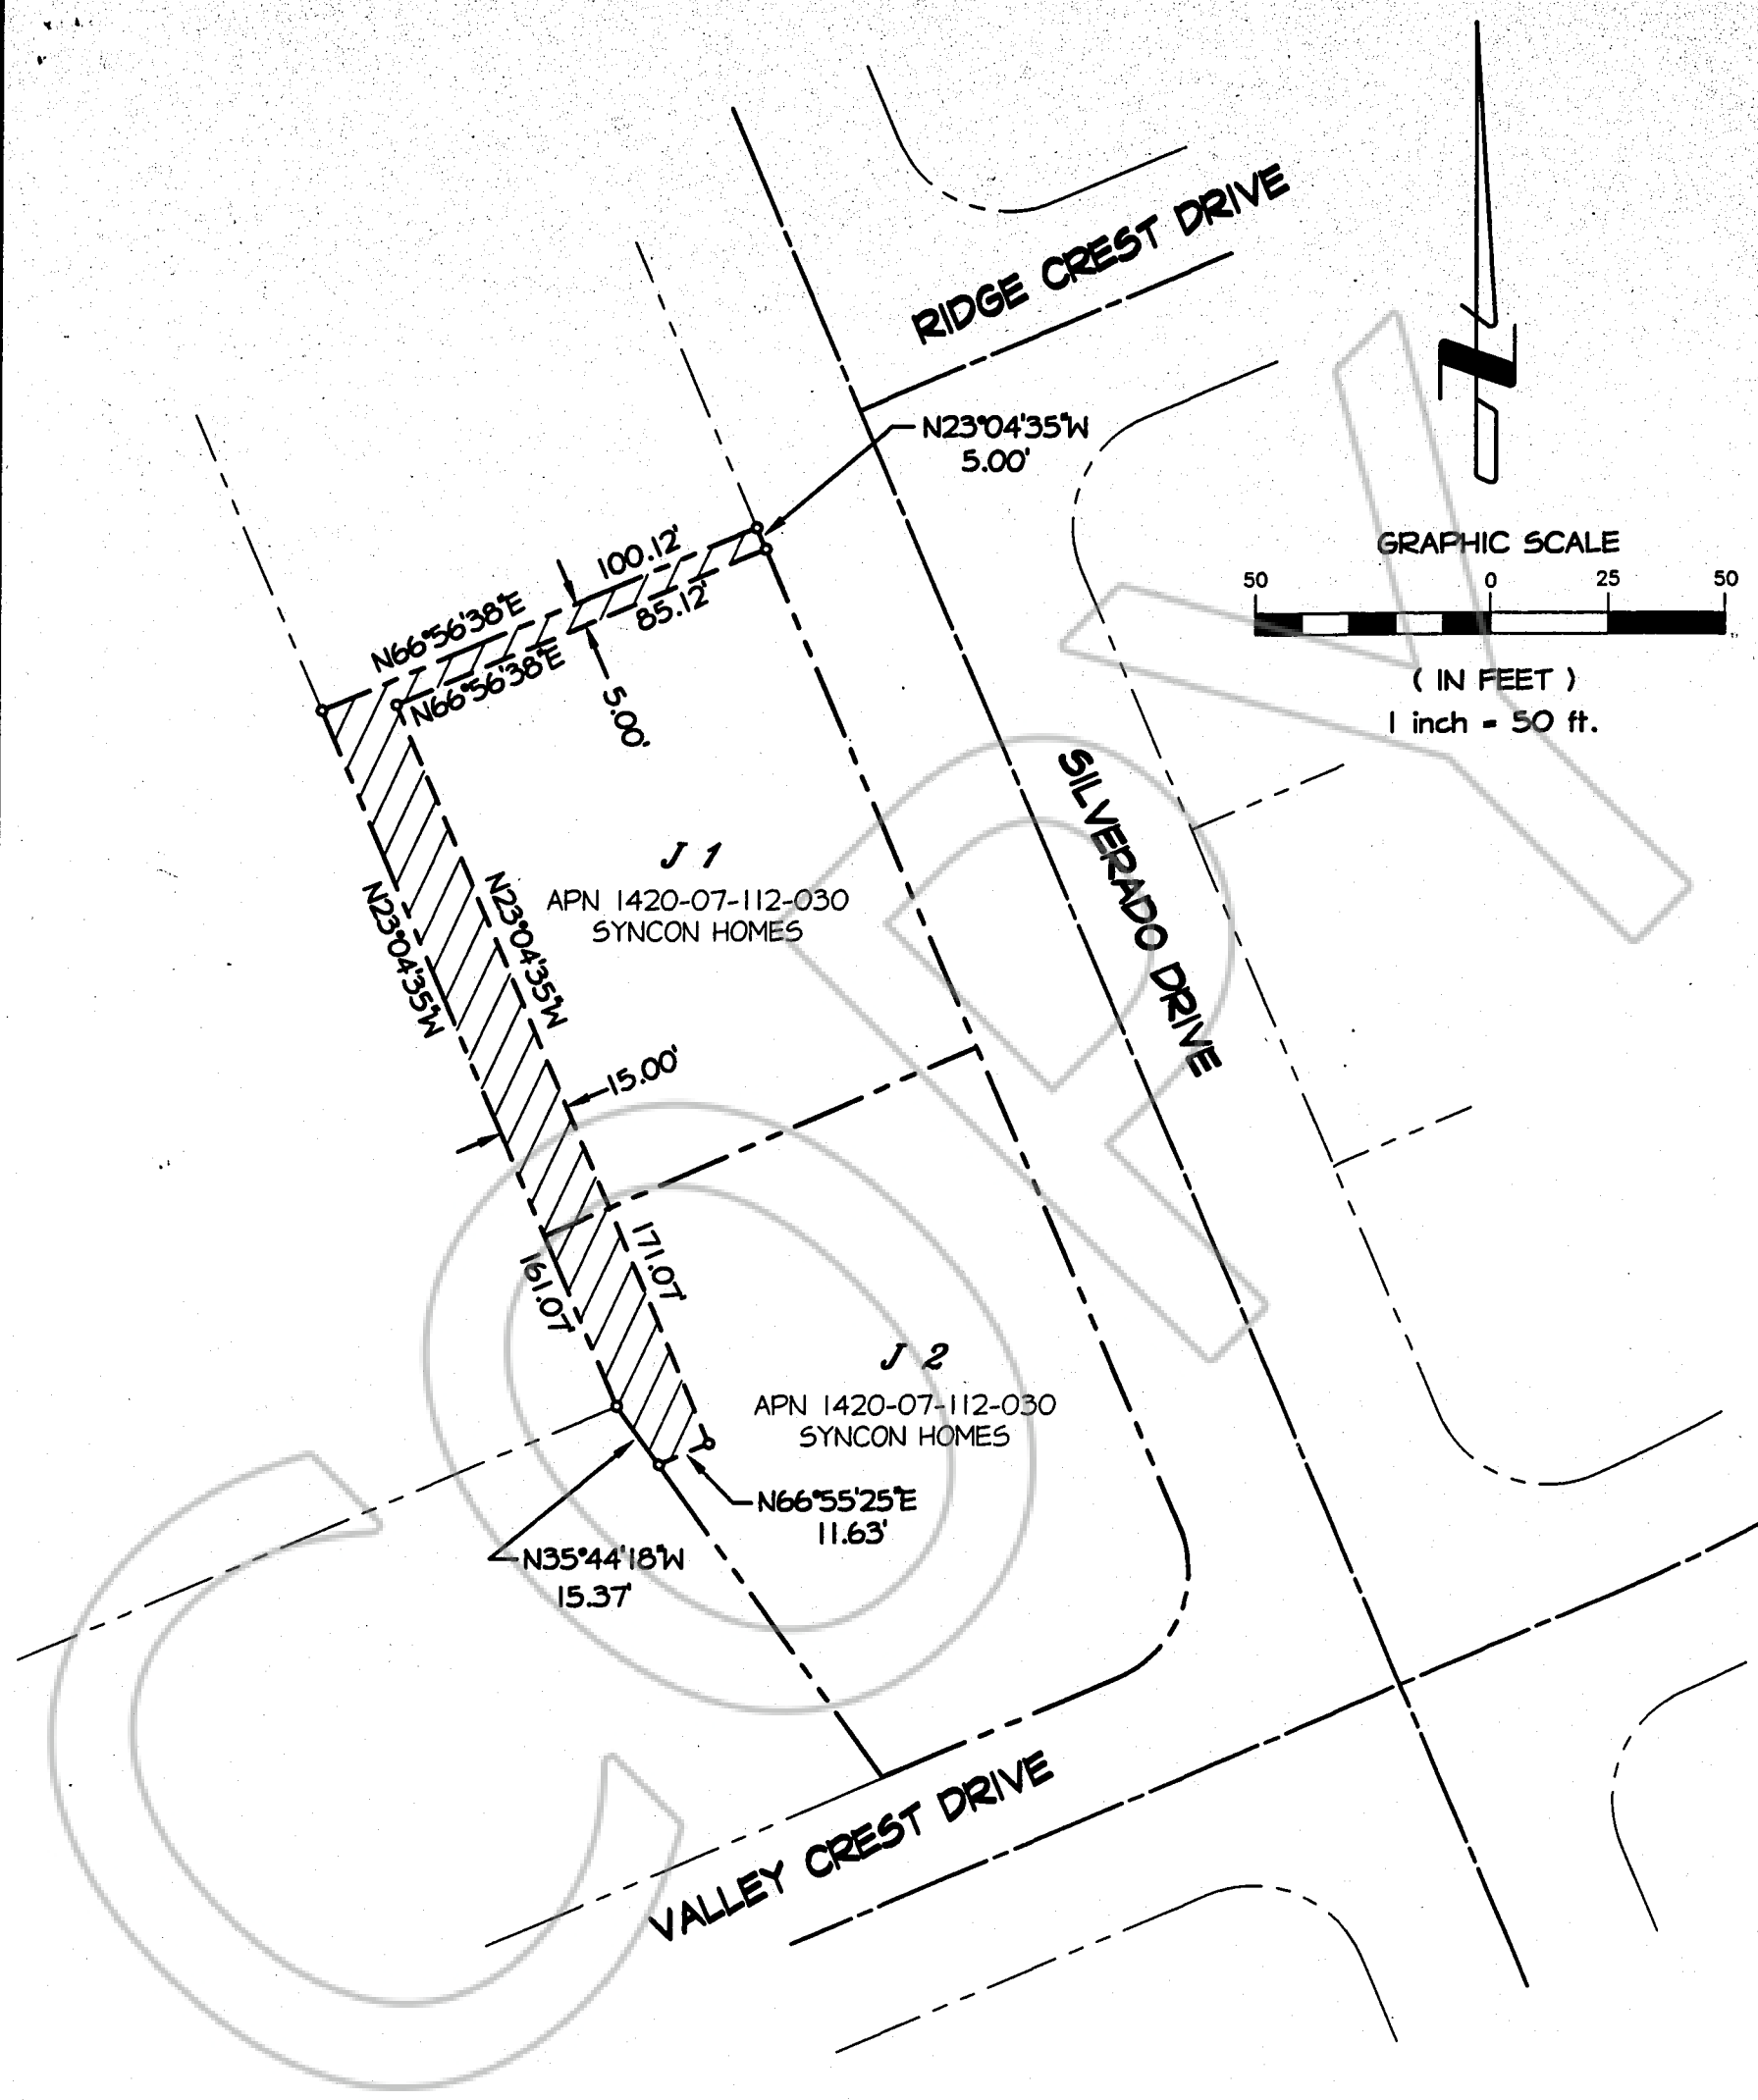 RIDGE CREST DRIVE
N23°04'35"W
5.00'
GRAPHIC SCALE
50 0 25 50
( IN FEET )
1 inch = 50 ft.
100.12'
N66°56'38"E
85.12'
N66°56'38"E
5.00'
SILVERADO DRIVE
J 1
APN 1420-07-112-030
SYNCON HOMES
N23°04'35"W
N23°04'35"W
15.00'
171.07'
161.07'
J 2
APN 1420-07-112-030
SYNCON HOMES
N66°55'25"E
11.63'
N35°44'18"W
15.37'
VALLEY CREST DRIVE
COPY